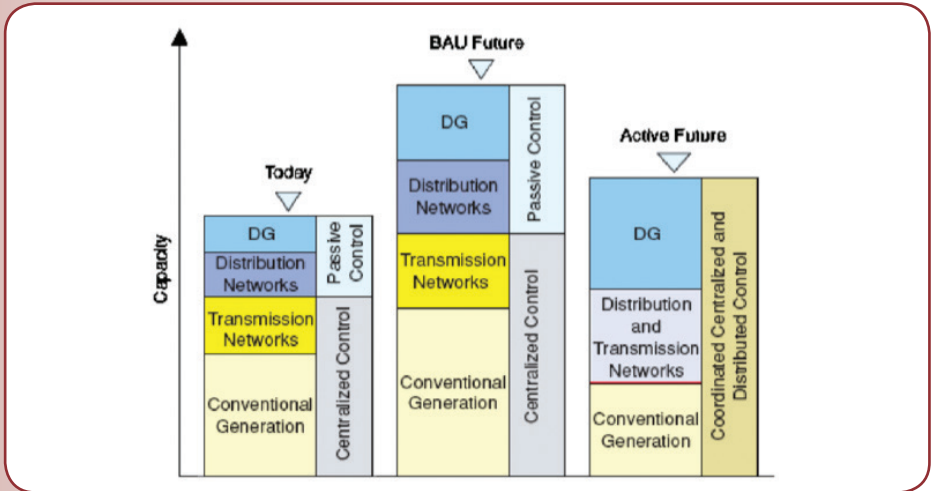 Capacity
Today
DG
Distribution
Networks
Transmission
Networks
Conventional
Generation
Passive
Control
Centralized Control
BAU Future
DG
Distribution
Networks
Transmission
Networks
Conventional
Generation
Passive Control
Centralized Control
Active Future
DG
Distribution
and
Transmission
Networks
Conventional
Generation
Coordinated Centralized and
Distributed Control